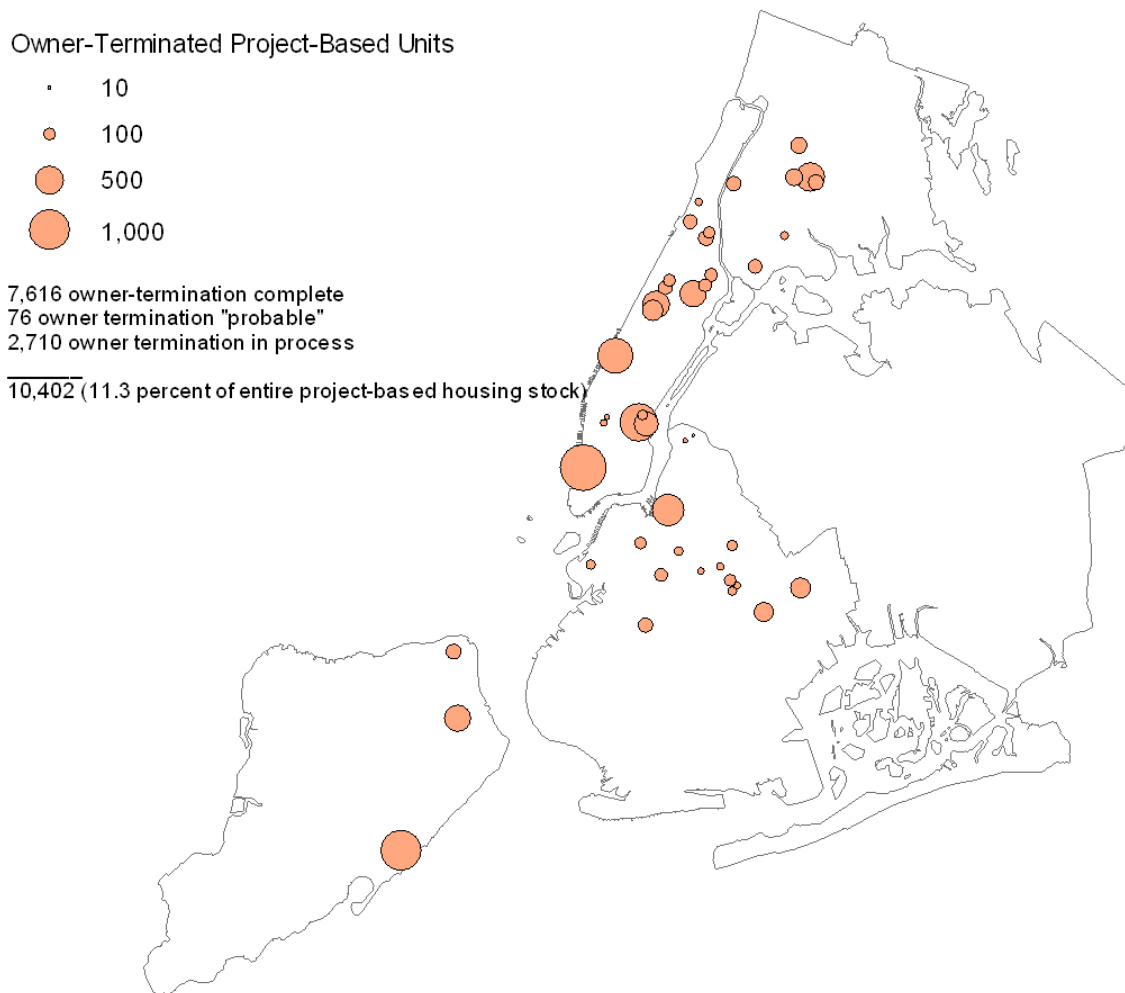 Owner-Terminated Project-Based Units
10
100
500
1,000
7,616 owner-termination complete
76 owner termination "probable"
2,710 owner termination in process
10,402 (11.3 percent of entire project-based housing stock)